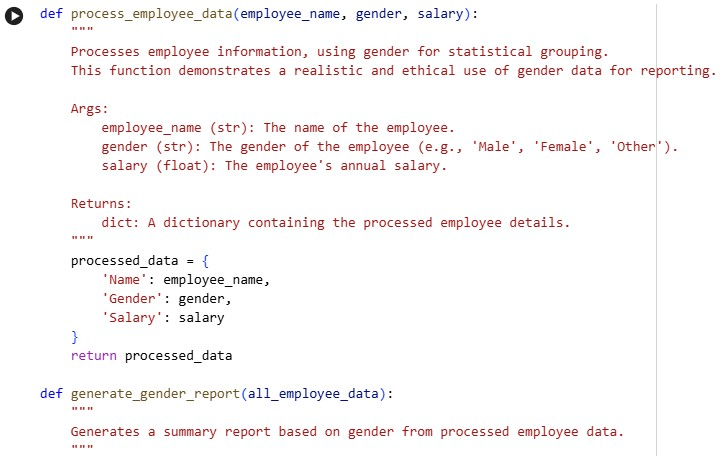 def process_employee_data(employee_name, gender, salary):
    """
    Processes employee information, using gender for statistical grouping.
    This function demonstrates a realistic and ethical use of gender data for reporting.

    Args:
        employee_name (str): The name of the employee.
        gender (str): The gender of the employee (e.g., 'Male', 'Female', 'Other').
        salary (float): The employee's annual salary.

    Returns:
        dict: A dictionary containing the processed employee details.
    """
    processed_data = {
        'Name': employee_name,
        'Gender': gender,
        'Salary': salary
    }
    return processed_data

def generate_gender_report(all_employee_data):
    """
    Generates a summary report based on gender from processed employee data.
    """